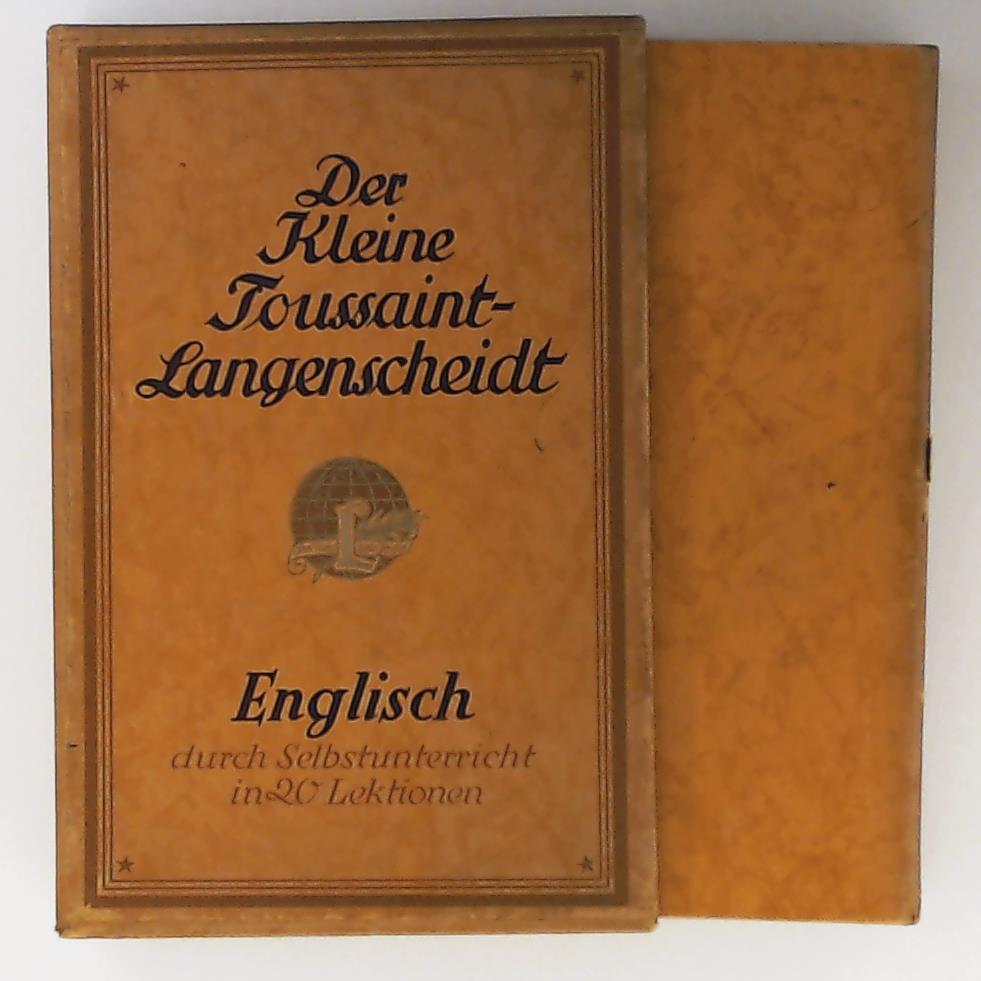 Der
Kleine
Toussaint-
Langenscheidt
L
Englisch
durch Selbstunterricht
in 20 Lektionen